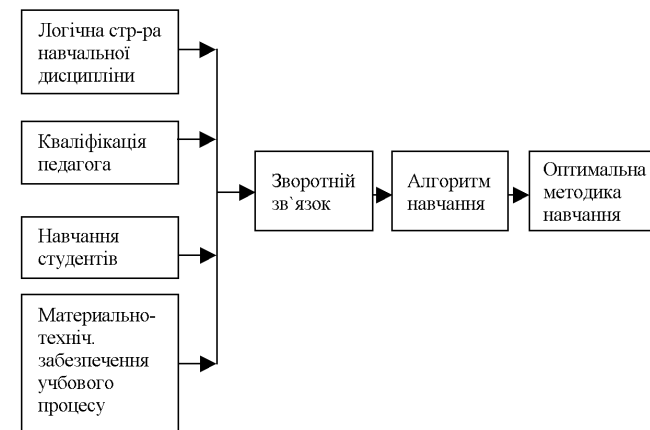 Логічна стр-ра
навчальної
дисципліни
Кваліфікація
педагога
Навчання
студентів
Материально-
техніч.
забезпечення
учбового
процесу
Зворотній
зв`язок
Алгоритм
навчання
Оптимальна
методика
навчання